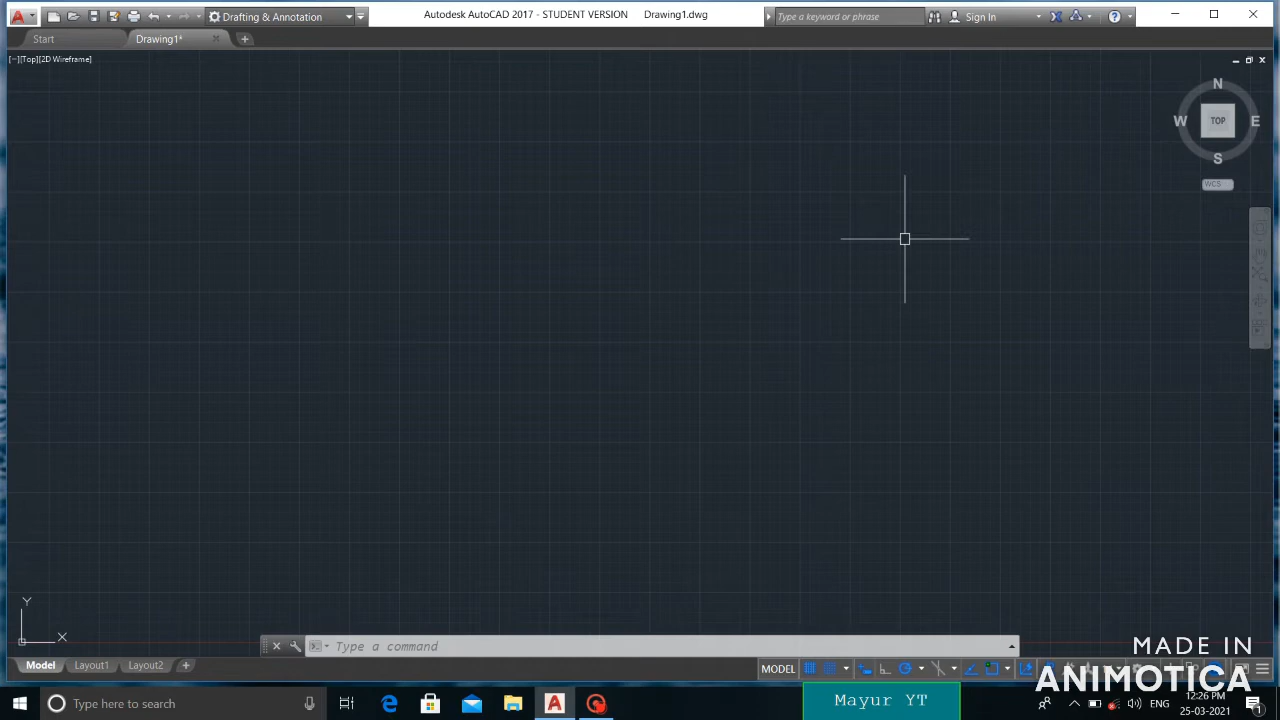 Drafting & Annotation
Autodesk AutoCAD 2017 - STUDENT VERSION Drawing1.dwg
Type a keyword or phrase
Sign In
Start
Drawing1*
[−][Top][2D Wireframe]
N
W
TOP
E
S
WCS
Y
X
Type a command
MADE IN
ANIMOTICA
Model
Layout1
Layout2
MODEL
Type here to search
Mayur YT
ENG
12:26 PM
25-03-2021